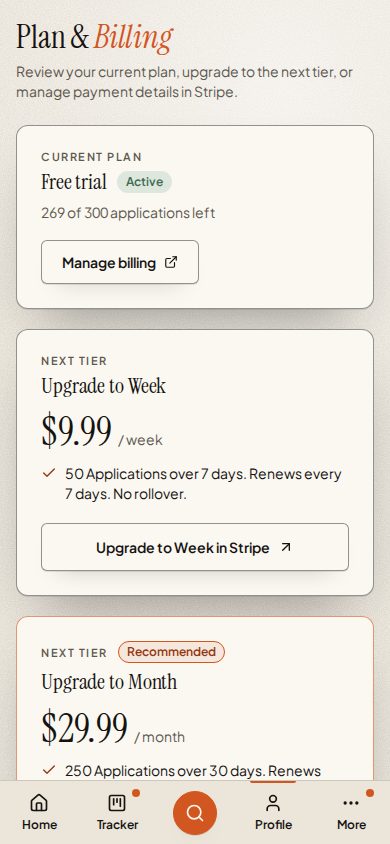 Plan & Billing
Review your current plan, upgrade to the next tier, or
manage payment details in Stripe.
CURRENT PLAN
Free trial Active
269 of 300 applications left
Manage billing
NEXT TIER
Upgrade to Week
$9.99 / week
50 Applications over 7 days. Renews every
7 days. No rollover.
Upgrade to Week in Stripe
NEXT TIER Recommended
Upgrade to Month
$29.99 / month
250 Applications over 30 days. Renews
Home Tracker Profile More